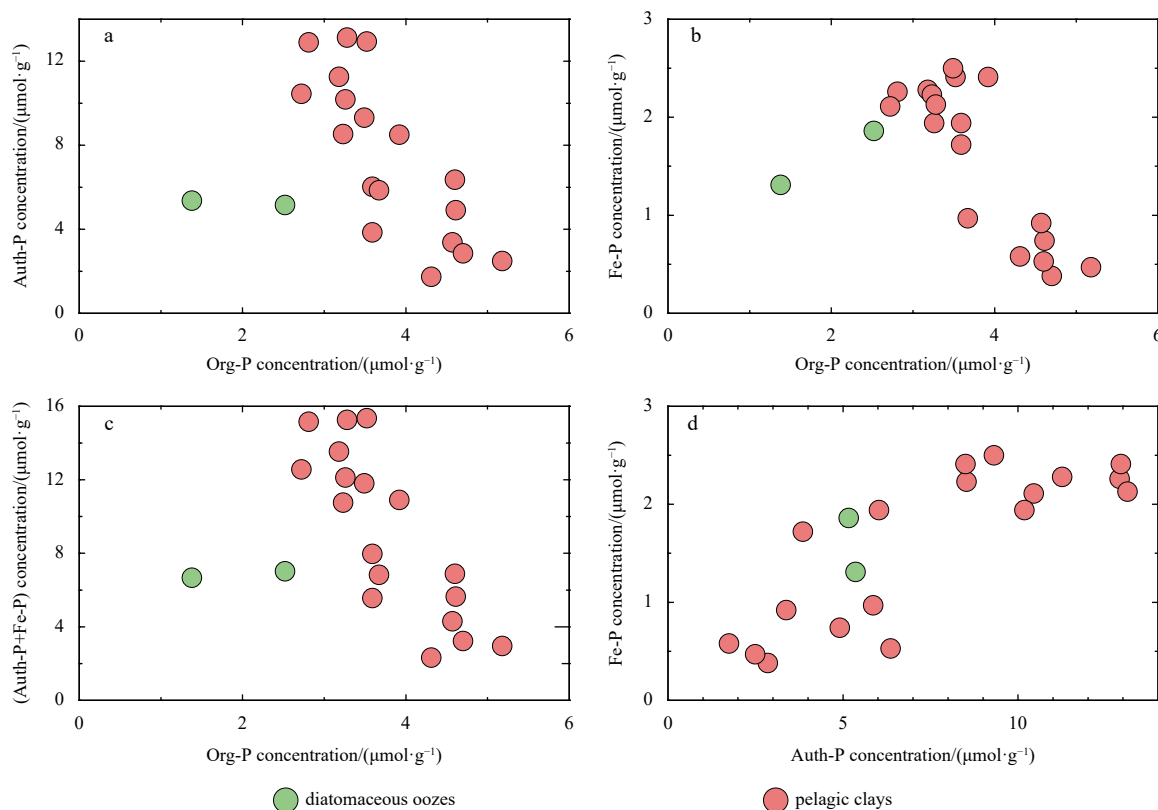 a
12
8
4
0
Auth-P concentration/(μmol·g⁻¹)
0 2 4 6
Org-P concentration/(μmol·g⁻¹)
b
3
2
1
0
Fe-P concentration/(μmol·g⁻¹)
0 2 4 6
Org-P concentration/(μmol·g⁻¹)
c
16
12
8
4
0
(Auth-P+Fe-P) concentration/(μmol·g⁻¹)
0 2 4 6
Org-P concentration/(μmol·g⁻¹)
d
3
2
1
0
Fe-P concentration/(μmol·g⁻¹)
0 5 10
Auth-P concentration/(μmol·g⁻¹)
diatomaceous oozes
pelagic clays